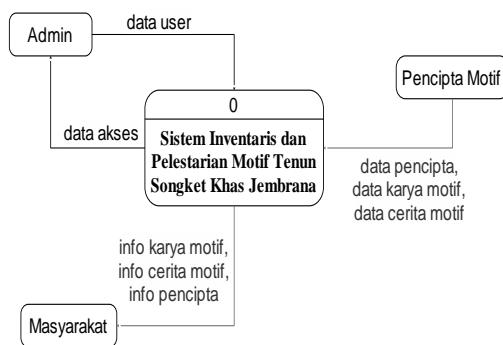 data user
Admin
Pencipta Motif
0
data akses
Sistem Inventaris dan
Pelestarian Motif Tenun
Songket Khas Jembrana
data pencipta,
data karya motif,
data cerita motif
info karya motif,
info cerita motif,
info pencipta
Masyarakat